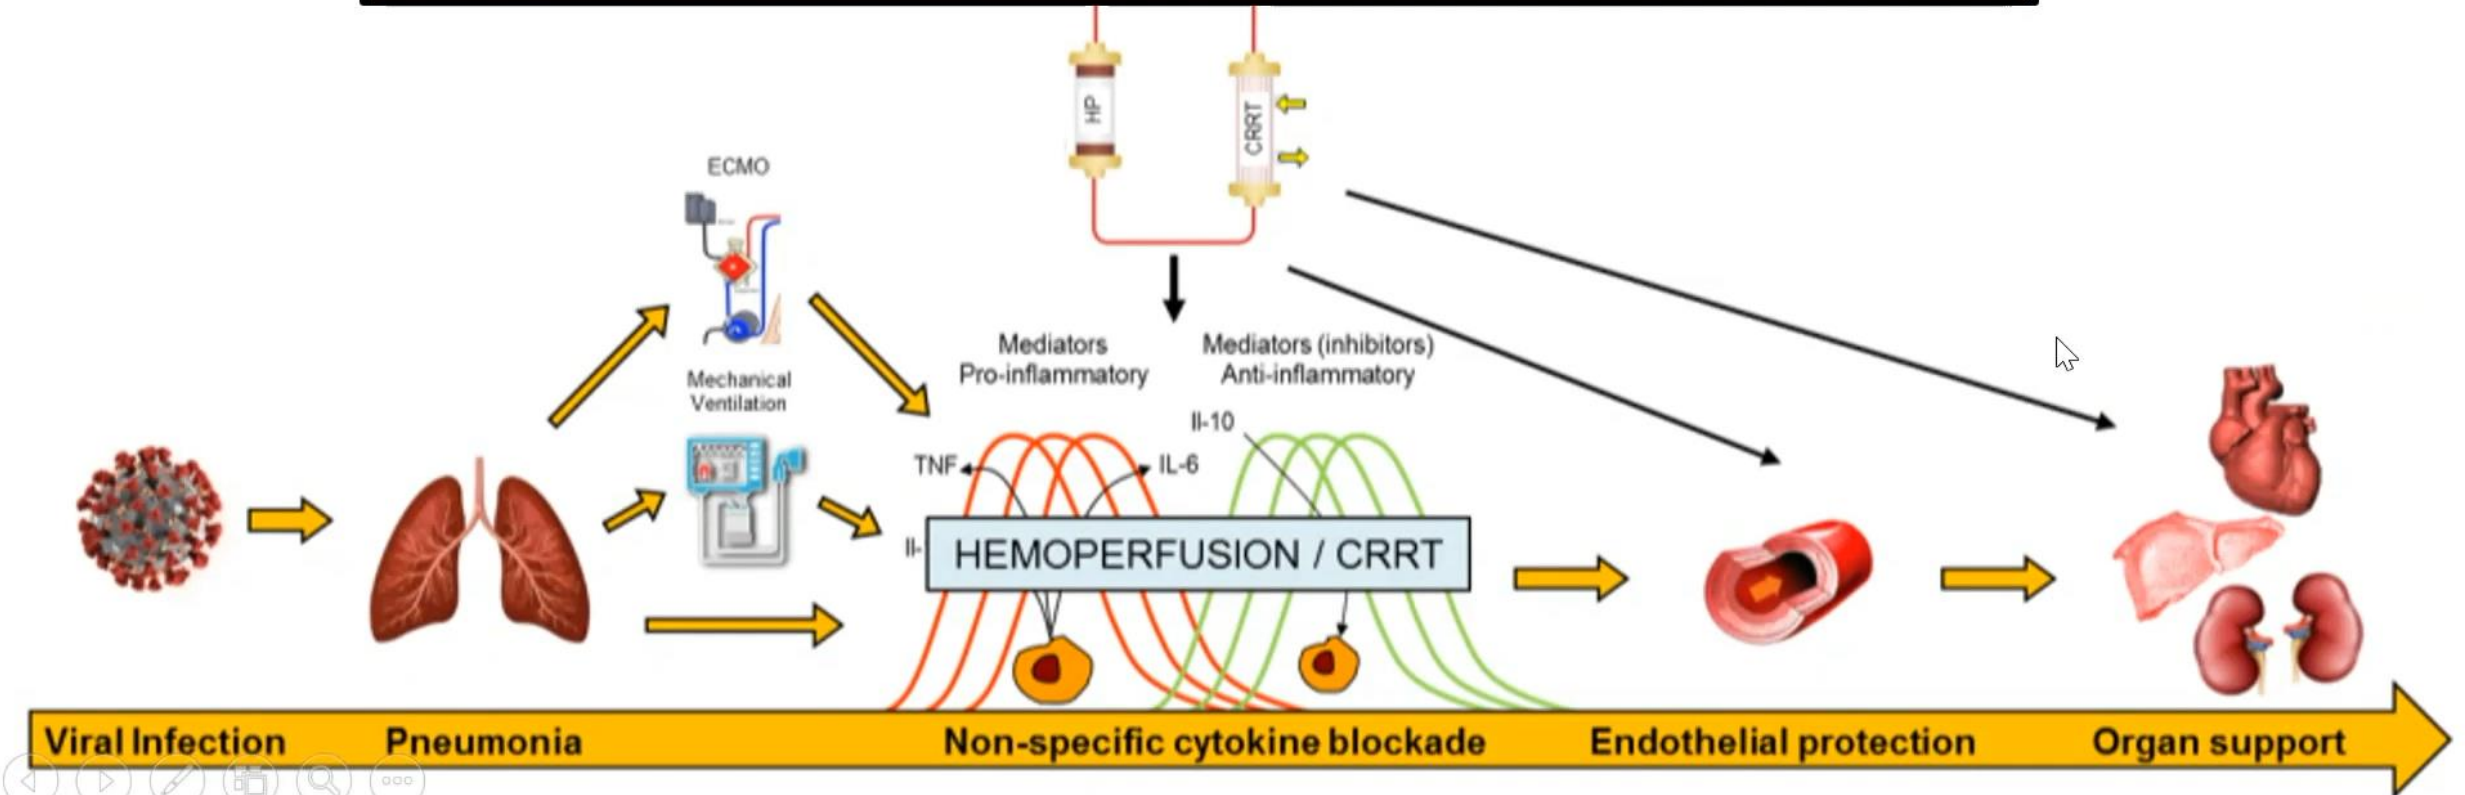 HP
CRRT
ECMO
Mechanical
Ventilation
Mediators
Pro-inflammatory
Mediators (inhibitors)
Anti-inflammatory
Il-10
TNF
IL-6
Il-
HEMOPERFUSION / CRRT
Viral Infection
Pneumonia
Non-specific cytokine blockade
Endothelial protection
Organ support